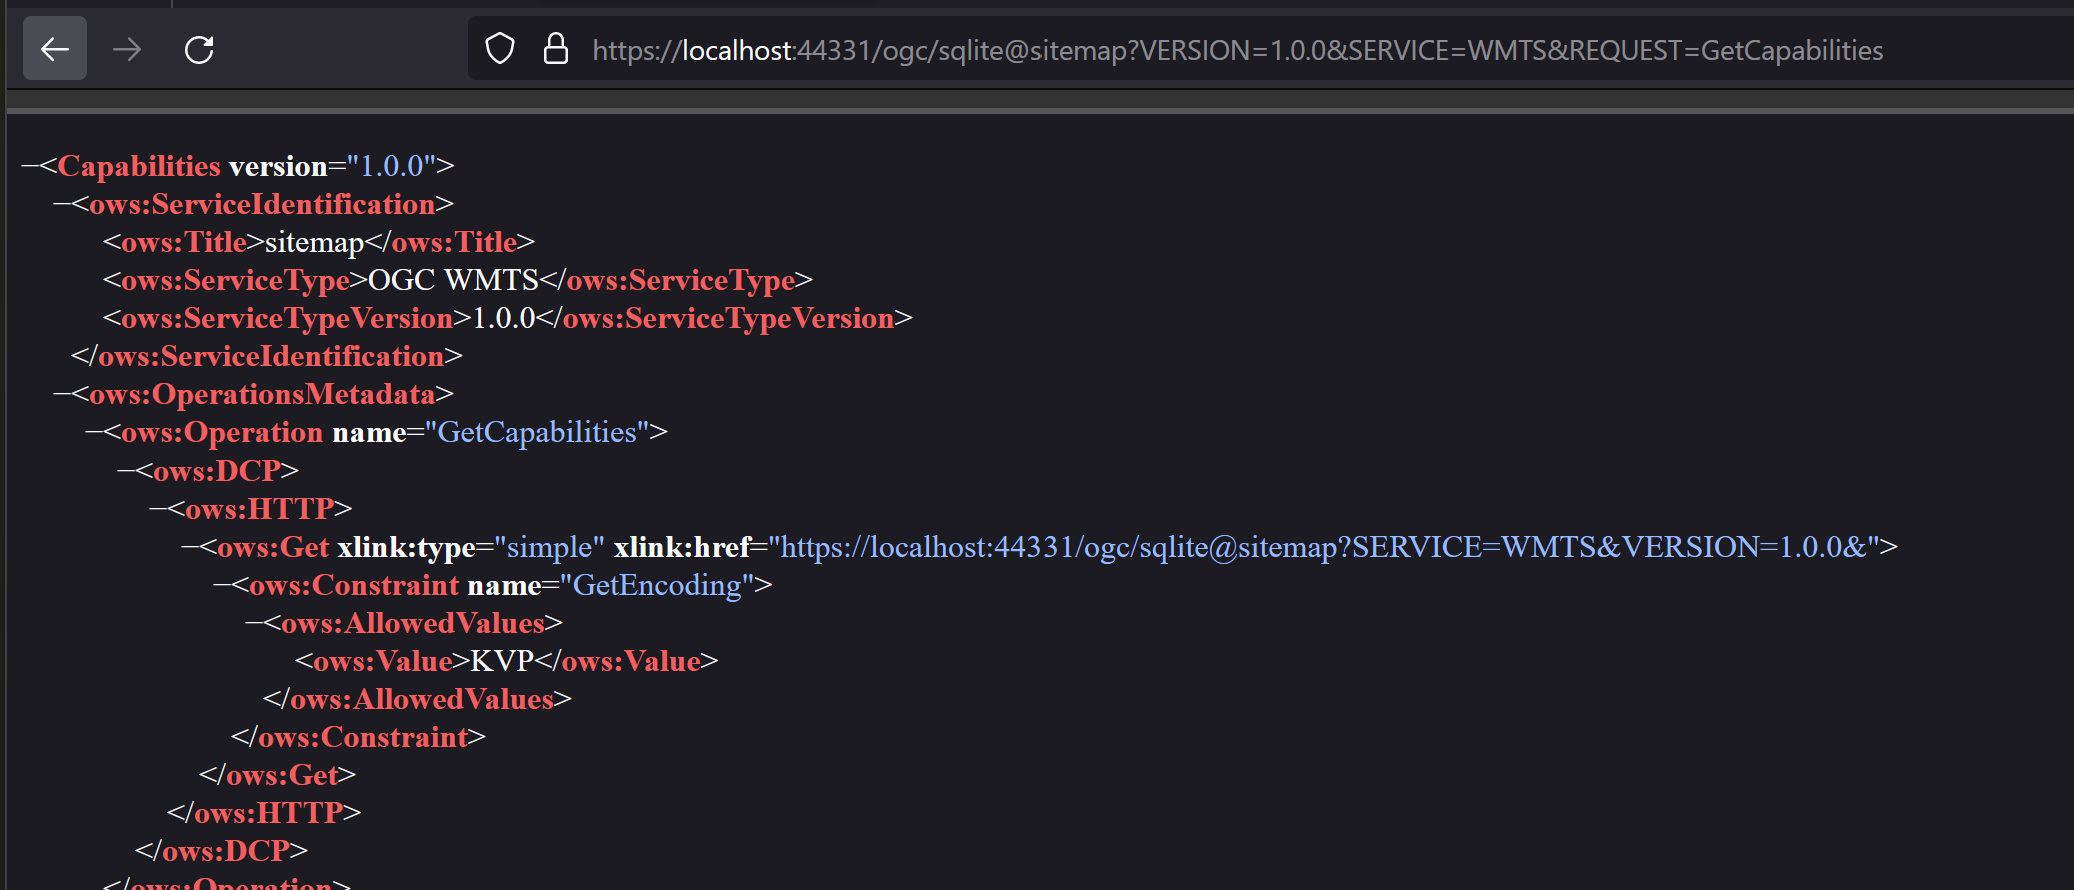 https://localhost:44331/ogc/sqlite@sitemap?VERSION=1.0.0&SERVICE=WMTS&REQUEST=GetCapabilities
−<Capabilities version="1.0.0">
−<ows:ServiceIdentification>
<ows:Title>sitemap</ows:Title>
<ows:ServiceType>OGC WMTS</ows:ServiceType>
<ows:ServiceTypeVersion>1.0.0</ows:ServiceTypeVersion>
</ows:ServiceIdentification>
−<ows:OperationsMetadata>
−<ows:Operation name="GetCapabilities">
−<ows:DCP>
−<ows:HTTP>
−<ows:Get xlink:type="simple" xlink:href="https://localhost:44331/ogc/sqlite@sitemap?SERVICE=WMTS&VERSION=1.0.0&">
−<ows:Constraint name="GetEncoding">
−<ows:AllowedValues>
<ows:Value>KVP</ows:Value>
</ows:AllowedValues>
</ows:Constraint>
</ows:Get>
</ows:HTTP>
</ows:DCP>
</ows:Operation>